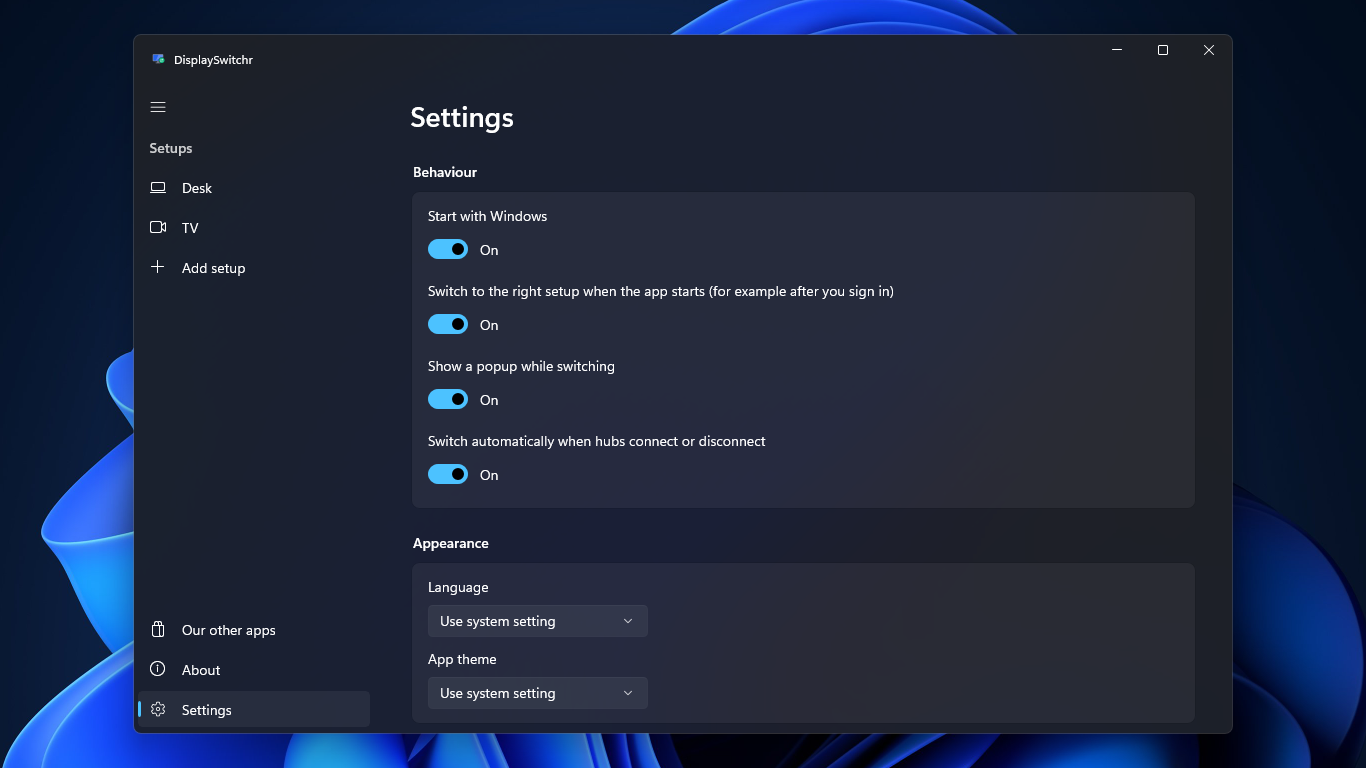 DisplaySwitchr
Setups
Desk
TV
Add setup
Our other apps
About
Settings
Settings
Behaviour
Start with Windows
On
Switch to the right setup when the app starts (for example after you sign in)
On
Show a popup while switching
On
Switch automatically when hubs connect or disconnect
On
Appearance
Language
Use system setting
App theme
Use system setting